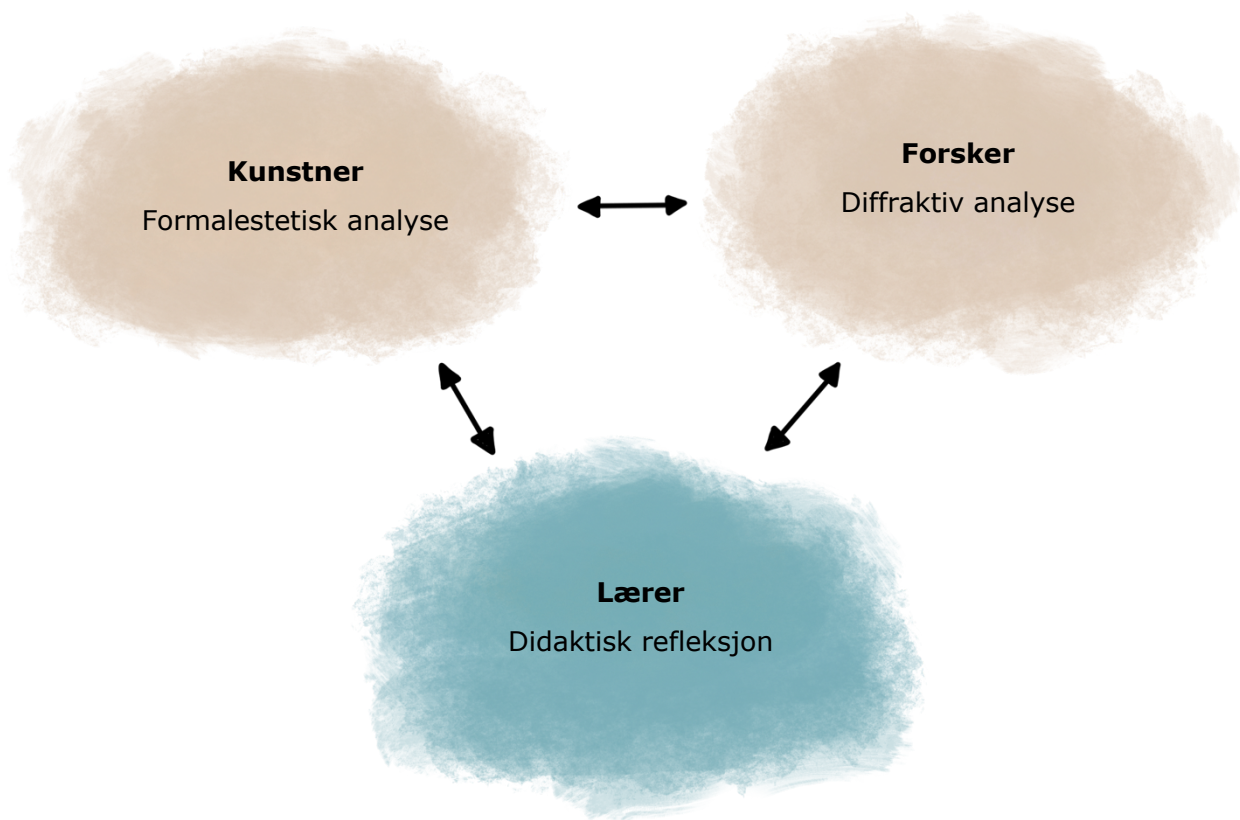 Kunstner
Formalestetisk analyse
Forsker
Diffraktiv analyse
Lærer
Didaktisk refleksjon